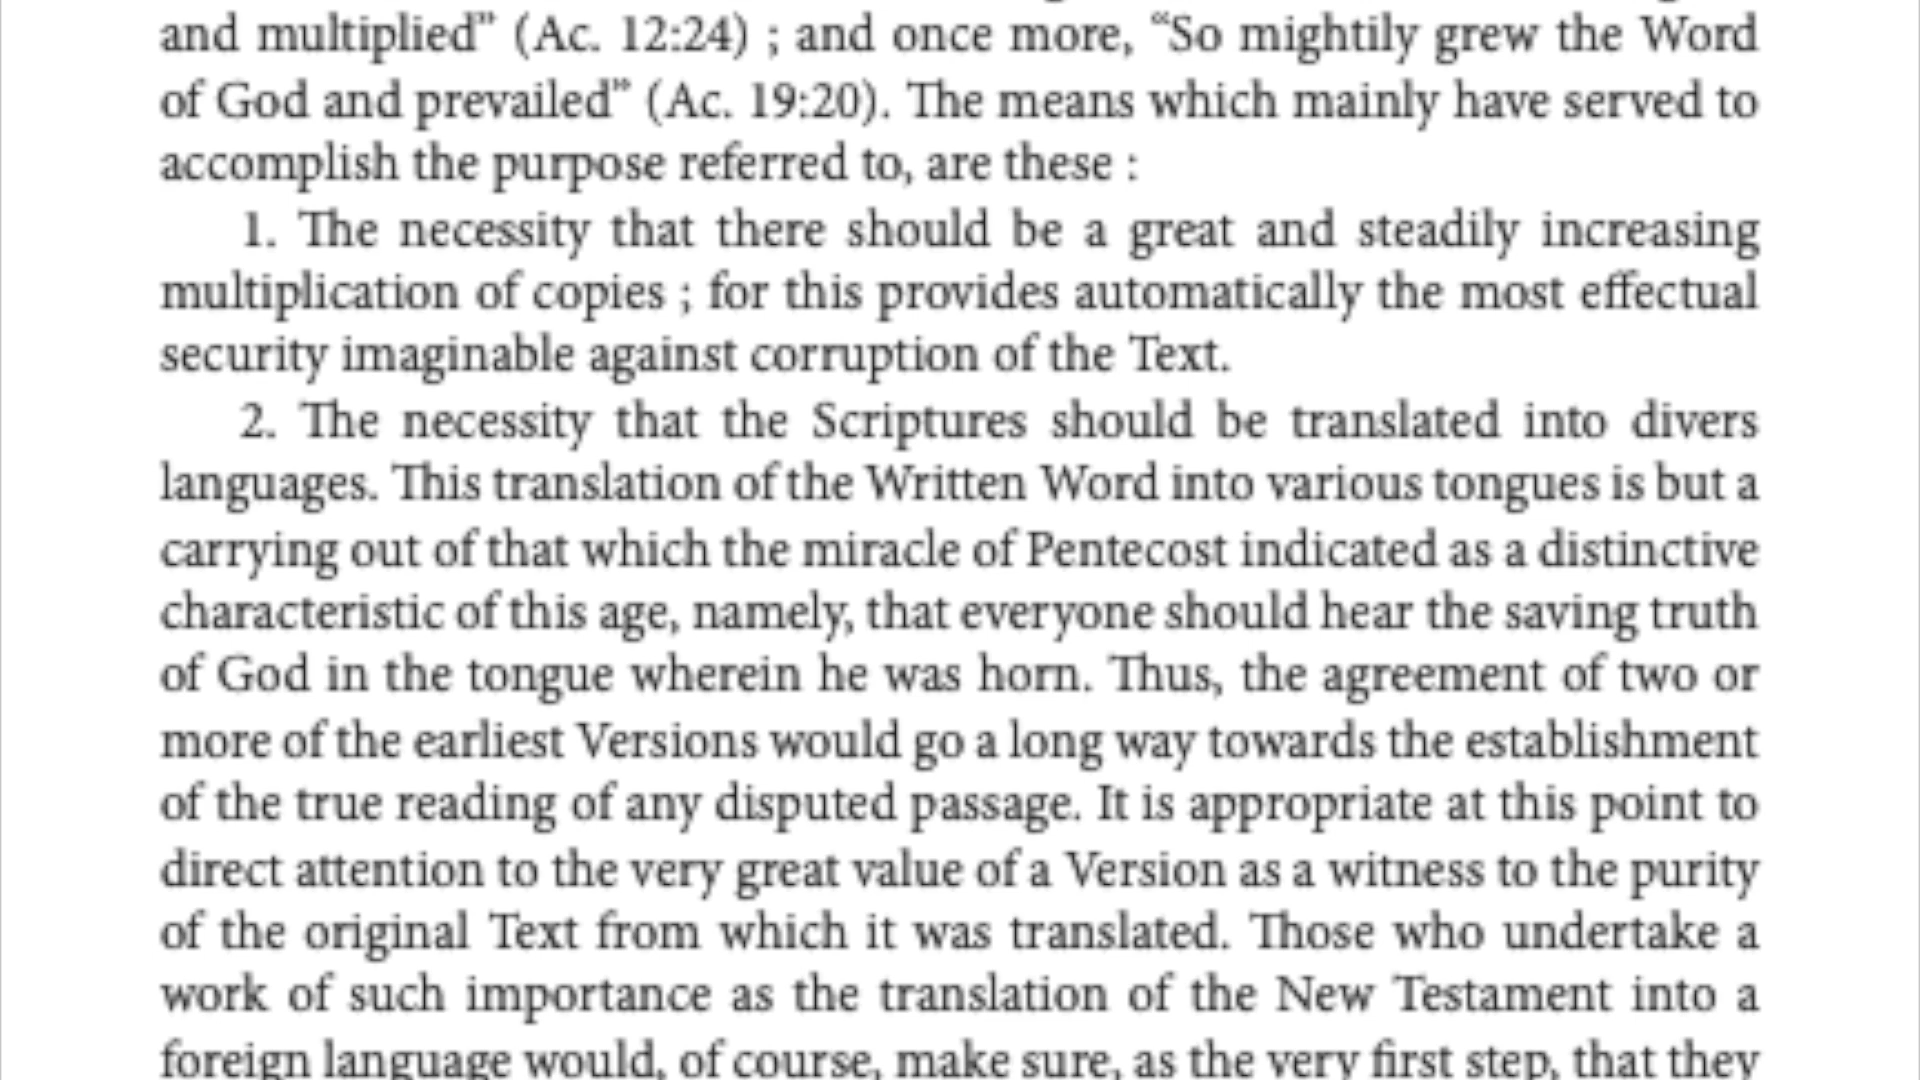 and multiplied” (Ac. 12:24) ; and once more, “So mightily grew the Word
of God and prevailed” (Ac. 19:20). The means which mainly have served to
accomplish the purpose referred to, are these :
1. The necessity that there should be a great and steadily increasing
multiplication of copies ; for this provides automatically the most effectual
security imaginable against corruption of the Text.
2. The necessity that the Scriptures should be translated into divers
languages. This translation of the Written Word into various tongues is but a
carrying out of that which the miracle of Pentecost indicated as a distinctive
characteristic of this age, namely, that everyone should hear the saving truth
of God in the tongue wherein he was horn. Thus, the agreement of two or
more of the earliest Versions would go a long way towards the establishment
of the true reading of any disputed passage. It is appropriate at this point to
direct attention to the very great value of a Version as a witness to the purity
of the original Text from which it was translated. Those who undertake a
work of such importance as the translation of the New Testament into a
foreign language would, of course, make sure, as the very first step, that they